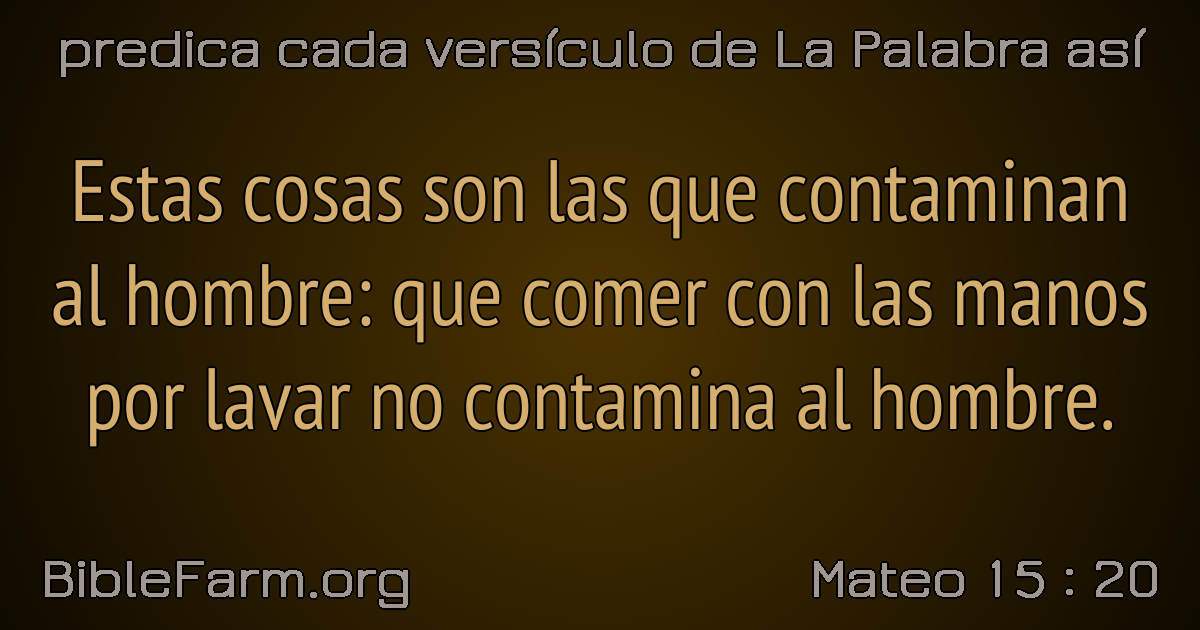 predica cada versículo de La Palabra así
Estas cosas son las que contaminan
al hombre: que comer con las manos
por lavar no contamina al hombre.
BibleFarm.org
Mateo 15 : 20